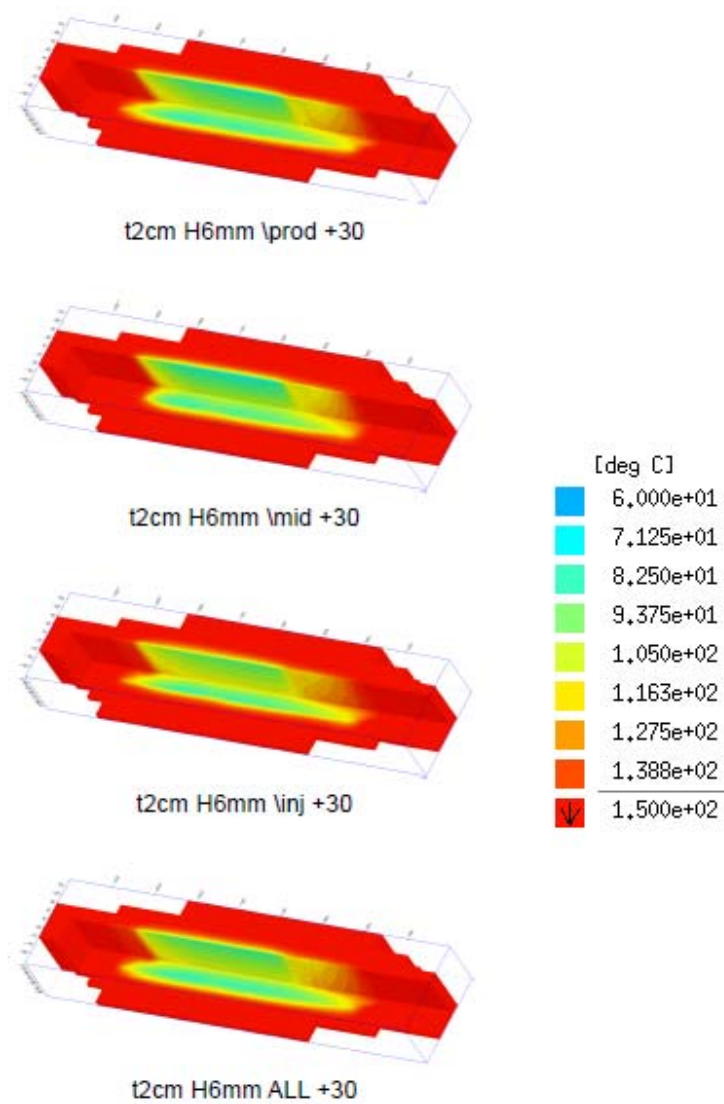 t2cm H6mm \prod +30
t2cm H6mm \mid +30
[deg C]
6.000e+01
7.125e+01
8.250e+01
9.375e+01
1.050e+02
1.163e+02
1.275e+02
1.388e+02
1.500e+02
t2cm H6mm \inj +30
t2cm H6mm ALL +30